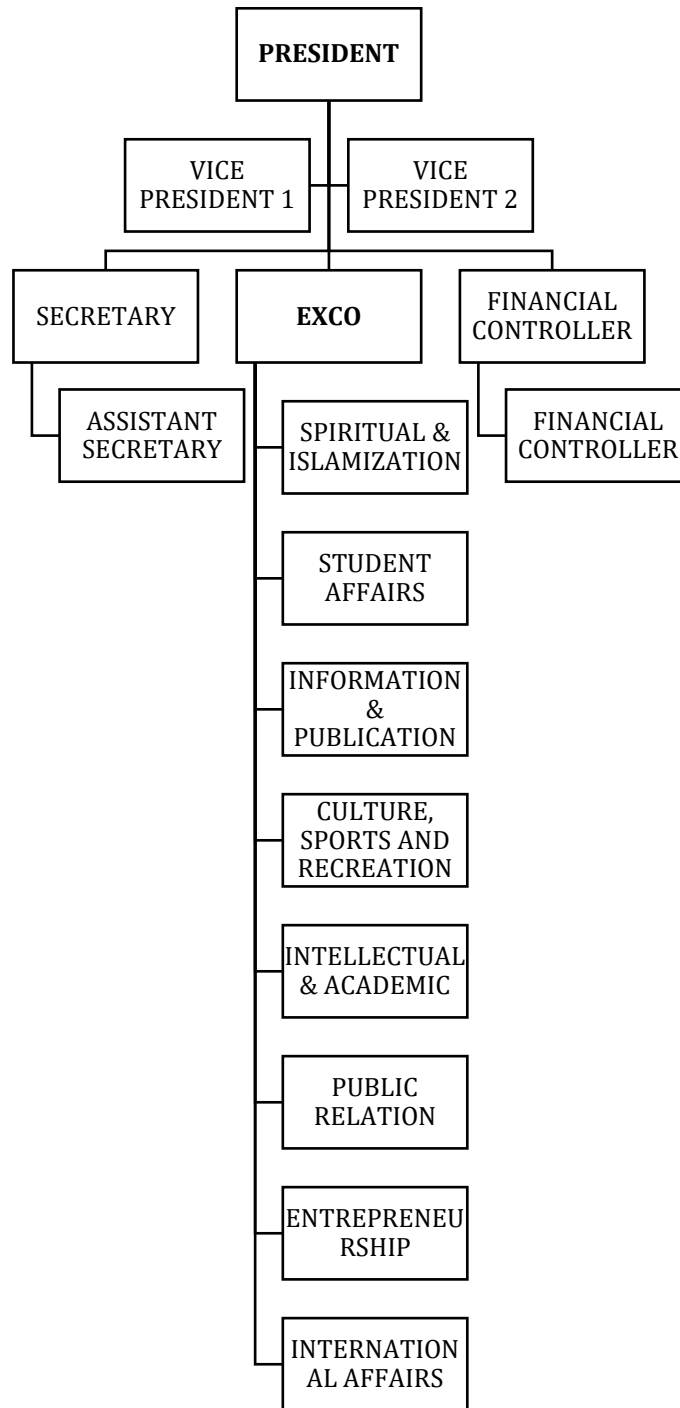 PRESIDENT
VICE
PRESIDENT 1
VICE
PRESIDENT 2
SECRETARY
EXCO
FINANCIAL
CONTROLLER
ASSISTANT
SECRETARY
FINANCIAL
CONTROLLER
SPIRITUAL &
ISLAMIZATION
STUDENT
AFFAIRS
INFORMATION
&
PUBLICATION
CULTURE,
SPORTS AND
RECREATION
INTELLECTUAL
& ACADEMIC
PUBLIC
RELATION
ENTREPRENEU
RSHIP
INTERNATION
AL AFFAIRS